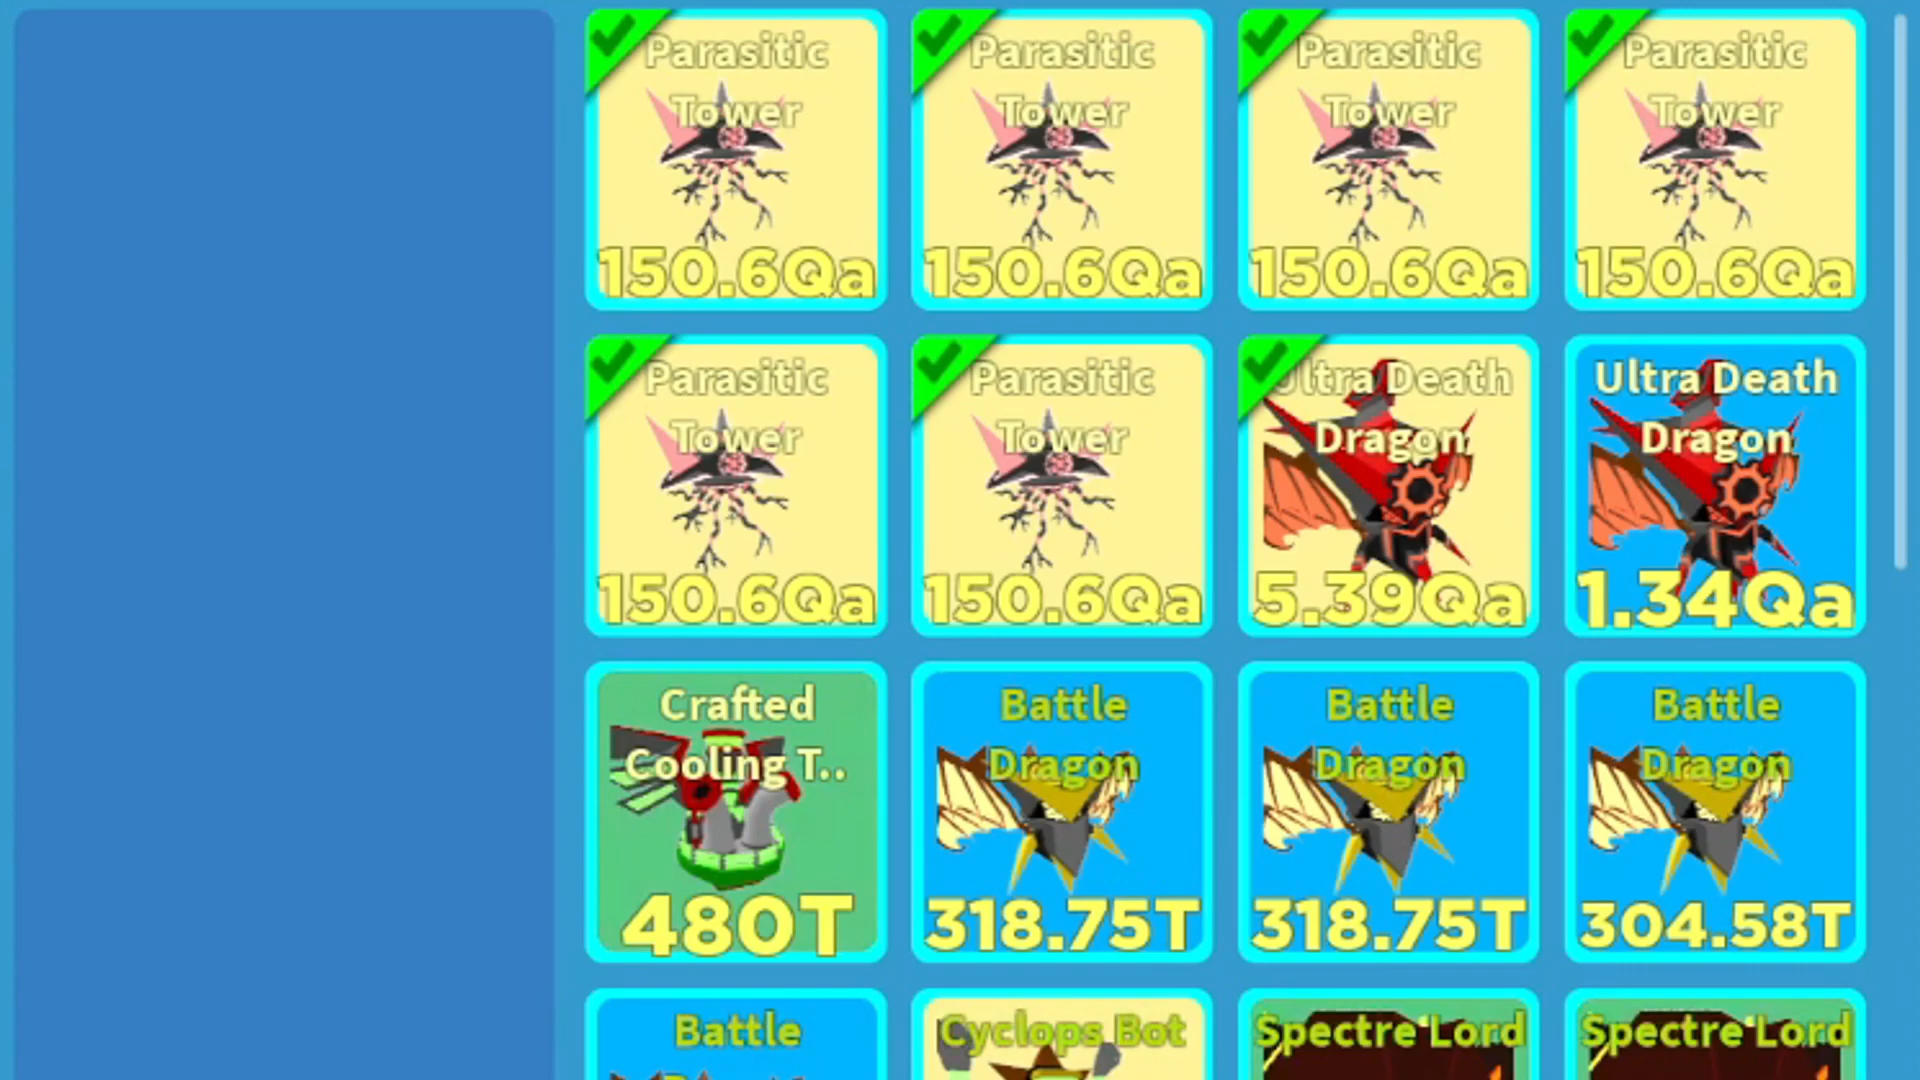 Parasitic
Tower
150.6Qa
Parasitic
Tower
150.6Qa
Parasitic
Tower
150.6Qa
Parasitic
Tower
150.6Qa
Parasitic
Tower
150.6Qa
Parasitic
Tower
150.6Qa
Ultra Death
Dragon
5.39Qa
Ultra Death
Dragon
1.34Qa
Crafted
Cooling T..
480T
Battle
Dragon
318.75T
Battle
Dragon
318.75T
Battle
Dragon
304.58T
Battle
Cyclops Bot
Spectre Lord
Spectre Lord